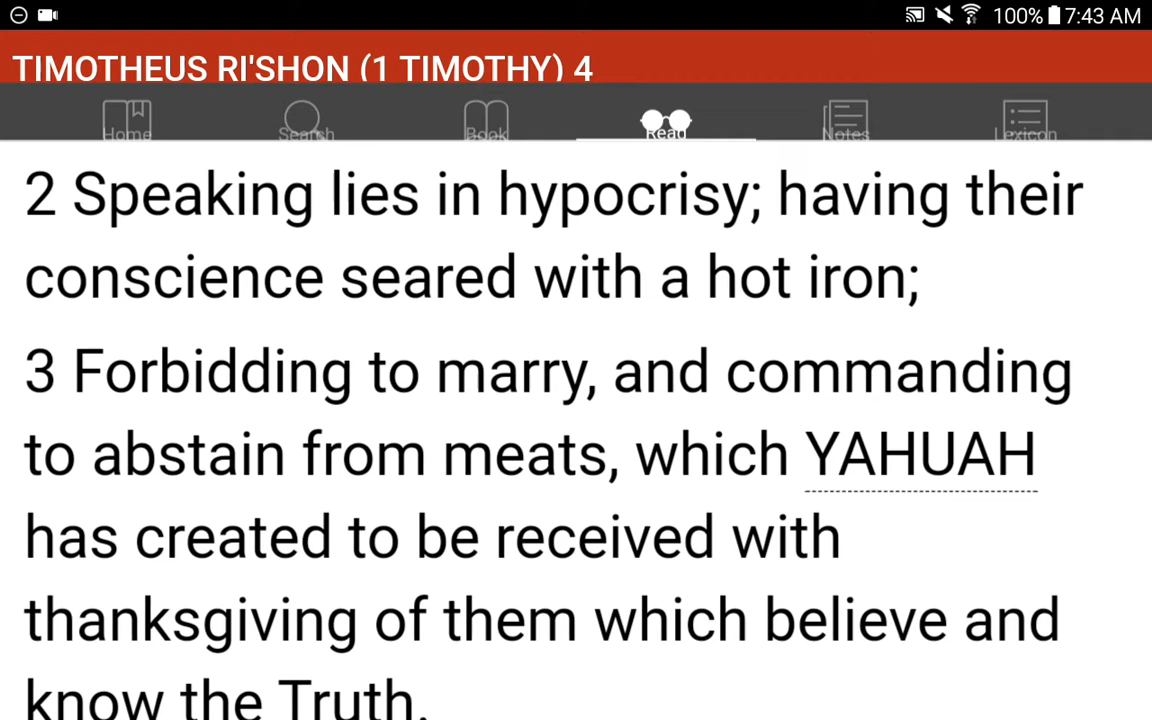 100% 7:43 AM
TIMOTHEUS RI'SHON (1 TIMOTHY) 4
Home Search Book Read Notes Lexicon
2 Speaking lies in hypocrisy; having their
conscience seared with a hot iron;
3 Forbidding to marry, and commanding
to abstain from meats, which YAHUAH
has created to be received with
thanksgiving of them which believe and
know the Truth.